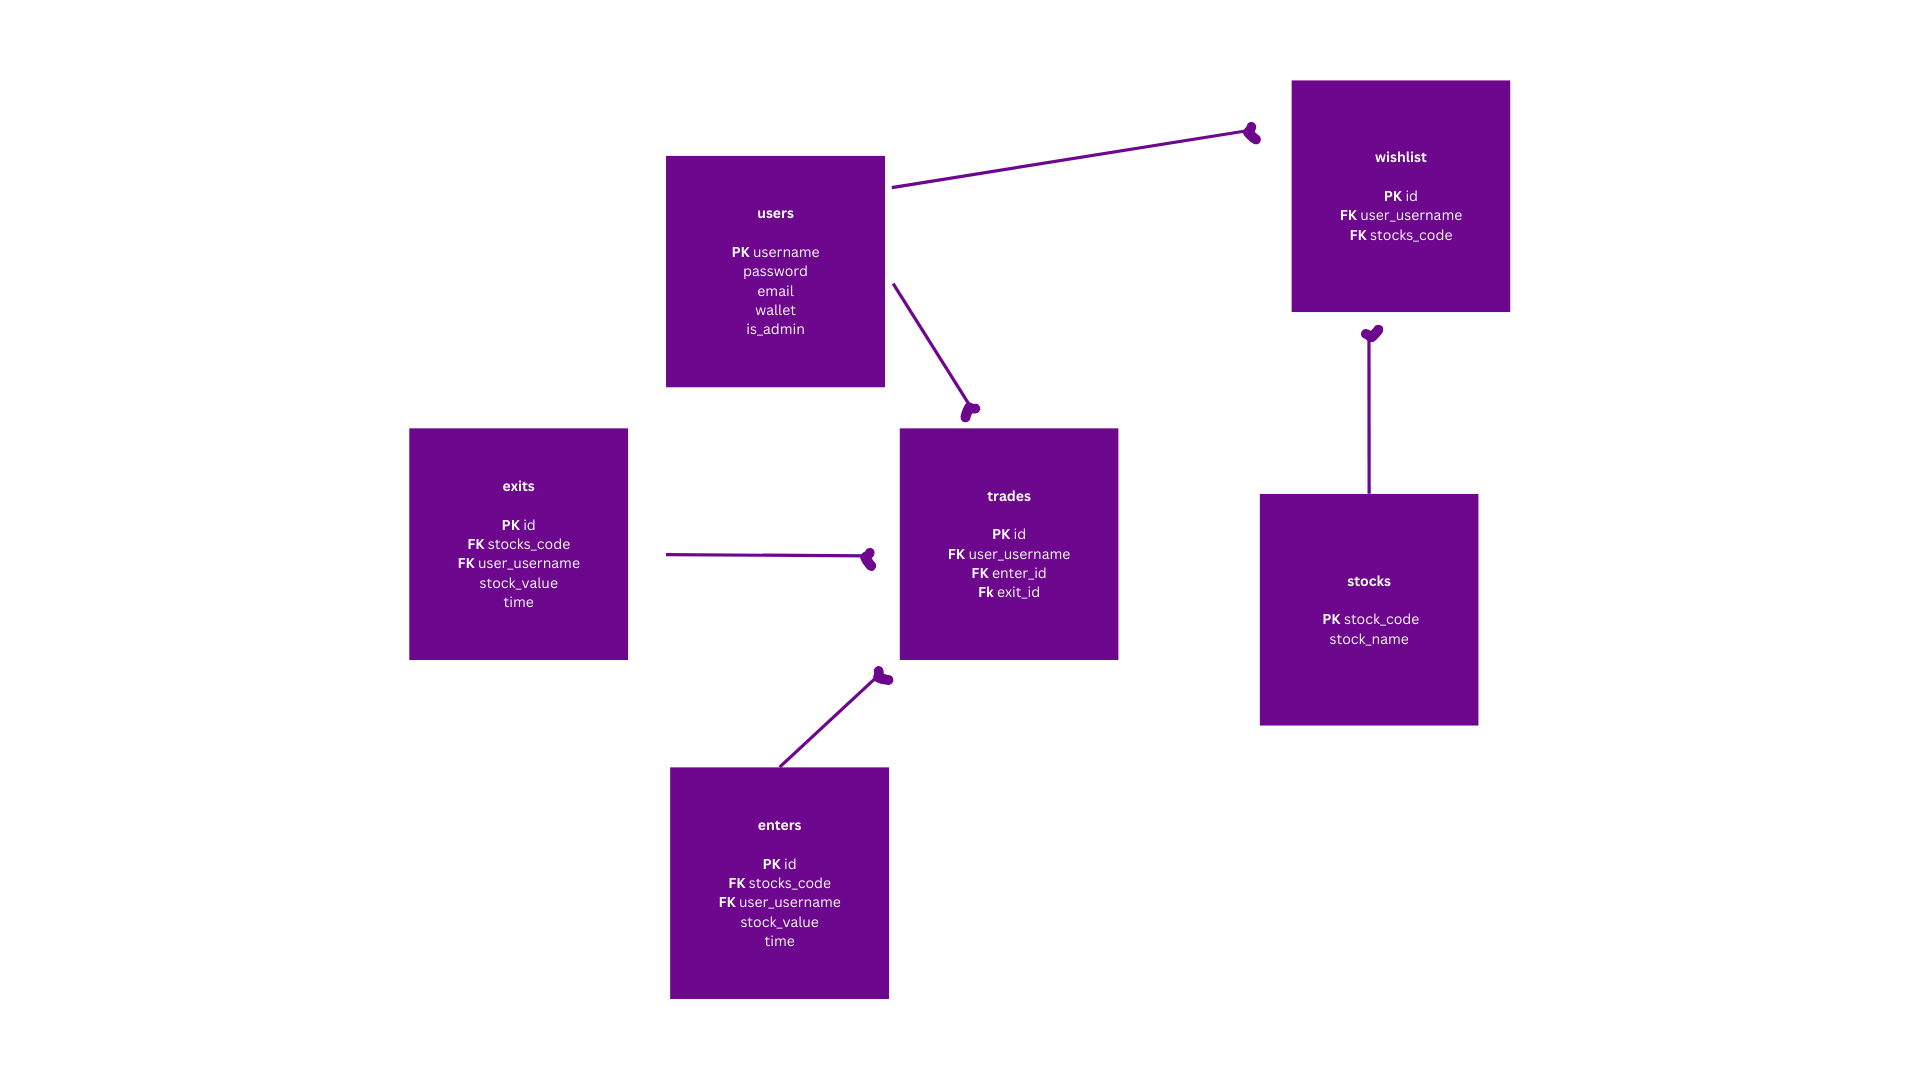 users
PK username
password
email
wallet
is_admin
wishlist
PK id
FK user_username
FK stocks_code
exits
PK id
FK stocks_code
FK user_username
stock_value
time
trades
PK id
FK user_username
FK enter_id
Fk exit_id
stocks
PK stock_code
stock_name
enters
PK id
FK stocks_code
FK user_username
stock_value
time